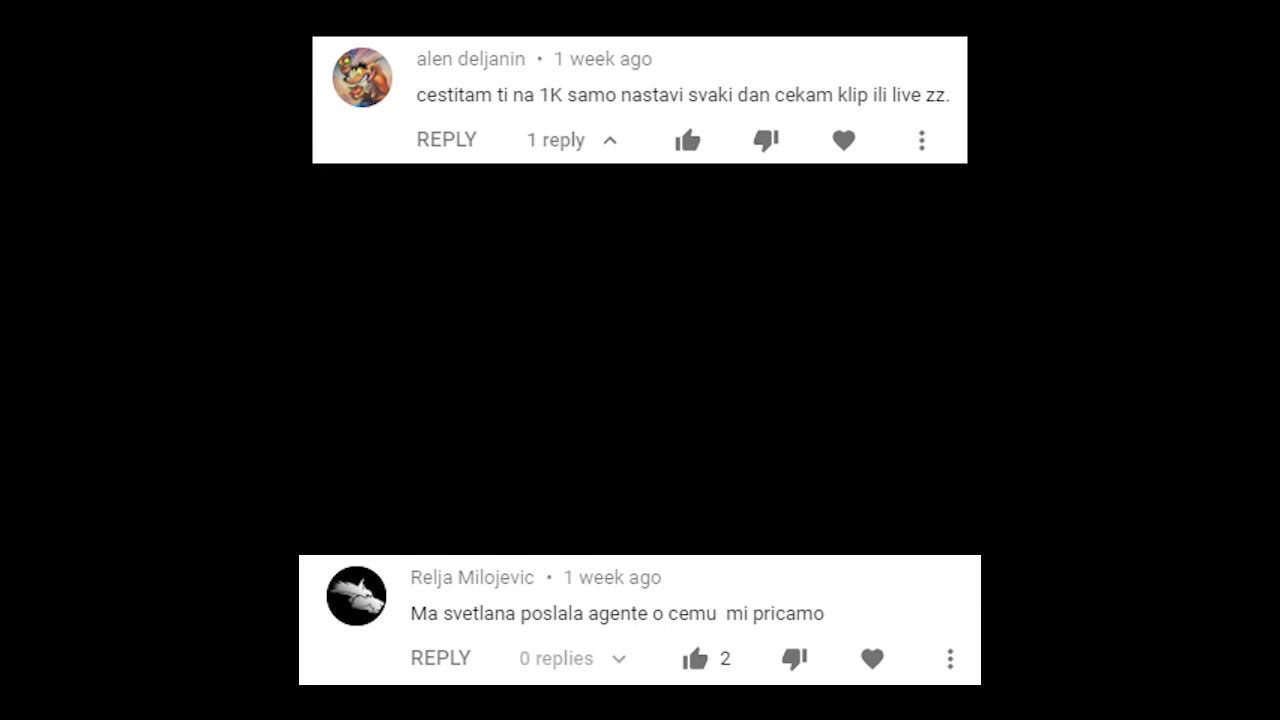 alen deljanin • 1 week ago
cestitam ti na 1K samo nastavi svaki dan cekam klip ili live zz.
REPLY 1 reply
Relja Milojevic • 1 week ago
Ma svetlana poslala agente o cemu  mi pricamo
REPLY 0 replies 2